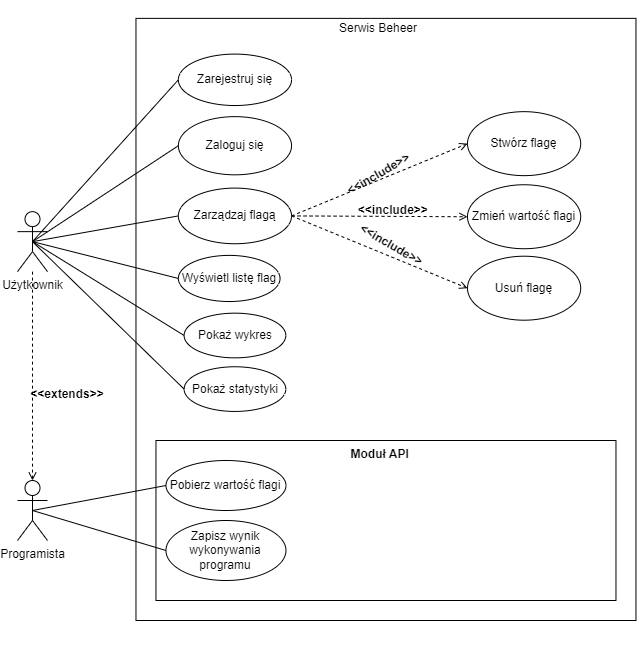 Serwis Beheer
Zarejestruj się
Zaloguj się
Zarządzaj flagą
Wyświetl listę flag
Pokaż wykres
Pokaż statystyki
<<include>>
<<include>>
<<include>>
Stwórz flagę
Zmień wartość flagi
Usuń flagę
Użytkownik
<<extends>>
Programista
Moduł API
Pobierz wartość flagi
Zapisz wynik
wykonywania
programu